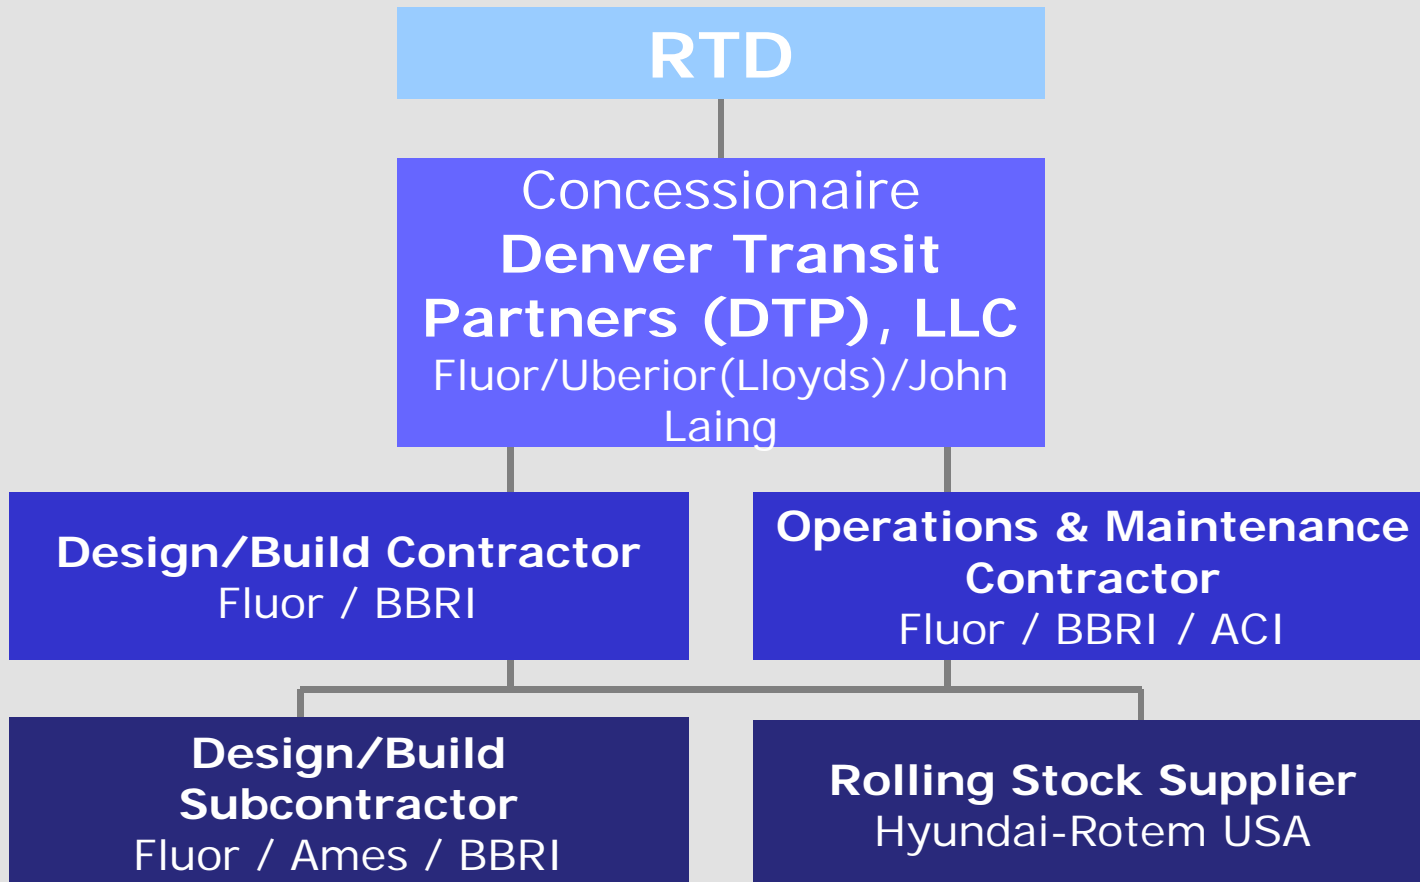 RTD
Concessionaire
Denver Transit
Partners (DTP), LLC
Fluor/Uberior(Lloyds)/John
Laing
Design/Build Contractor
Fluor / BBRI
Operations & Maintenance
Contractor
Fluor / BBRI / ACI
Design/Build
Subcontractor
Fluor / Ames / BBRI
Rolling Stock Supplier
Hyundai-Rotem USA